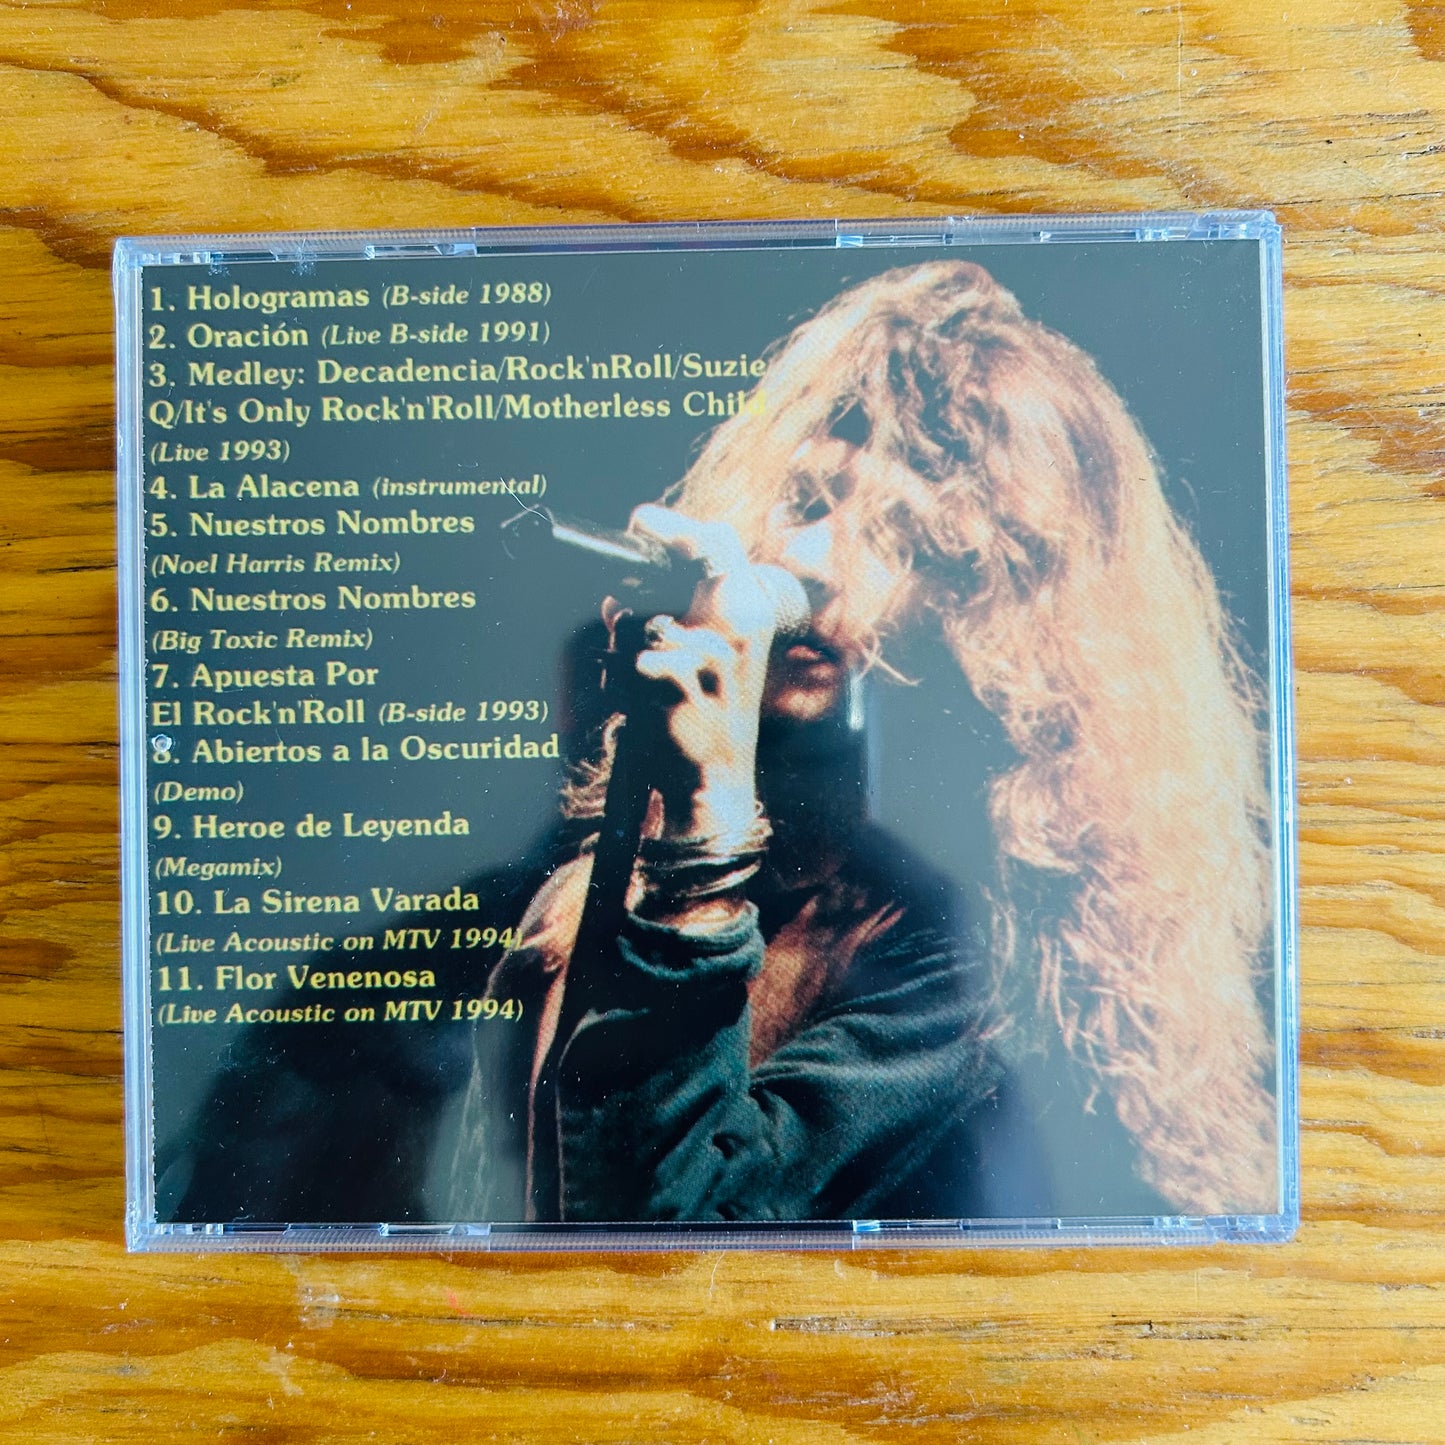 1. Hologramas (B-side 1988)
2. Oración (Live B-side 1991)
3. Medley: Decadencia/Rock'nRoll/Suzie
Q/It's Only Rock'n'Roll/Motherless Child
(Live 1993)
4. La Alacena (instrumental)
5. Nuestros Nombres
(Noel Harris Remix)
6. Nuestros Nombres
(Big Toxic Remix)
7. Apuesta Por
El Rock'n'Roll (B-side 1993)
8. Abiertos a la Oscuridad
(Demo)
9. Heroe de Leyenda
(Megamix)
10. La Sirena Varada
(Live Acoustic on MTV 1994)
11. Flor Venenosa
(Live Acoustic on MTV 1994)